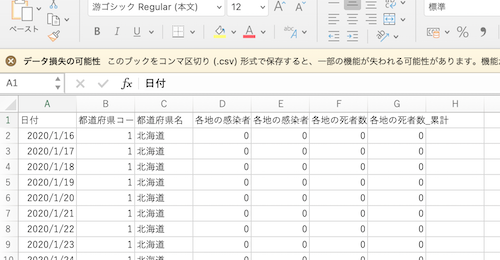 游ゴシック Regular (本文) 12 A A 標準
ペースト B I U A % 9
データ損失の可能性 このブックをコンマ区切り (.csv) 形式で保存すると、一部の機能が失われる可能性があります。機能
A1 fx 日付
A B C D E F G H
1 日付 都道府県コー 都道府県名 各地の感染者 各地の感染者 各地の死者数 各地の死者数_累計
2 2020/1/16 1 北海道 0 0 0 0
3 2020/1/17 1 北海道 0 0 0 0
4 2020/1/18 1 北海道 0 0 0 0
5 2020/1/19 1 北海道 0 0 0 0
6 2020/1/20 1 北海道 0 0 0 0
7 2020/1/21 1 北海道 0 0 0 0
8 2020/1/22 1 北海道 0 0 0 0
9 2020/1/23 1 北海道 0 0 0 0
10 2020/1/24 1 北海道 0 0 0 0